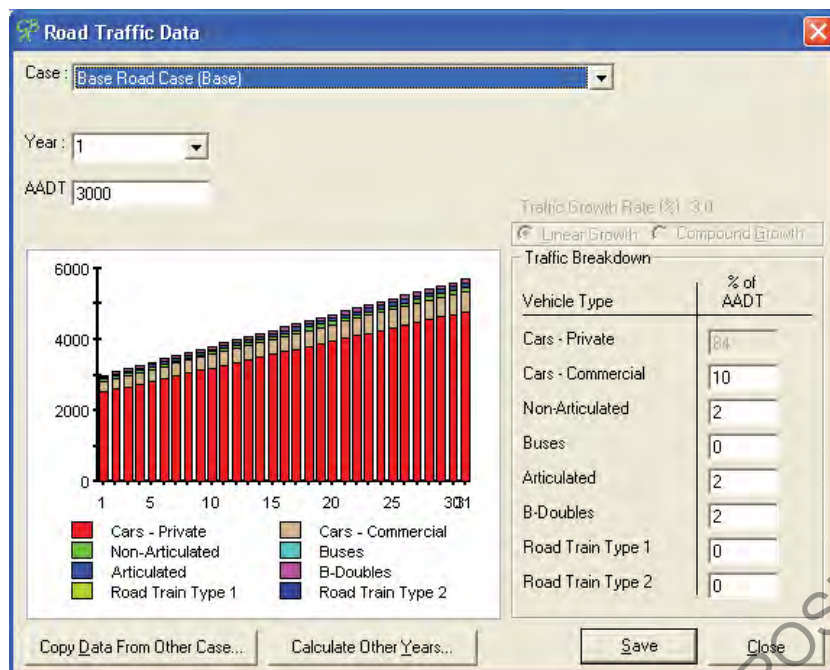 Road Traffic Data
Case : Base Road Case (Base)
Year : 1
AADT 3000
Traffic Growth Rate (%) 3.0
Linear Growth Compound Growth
6000
4000
2000
0
1 5 10 15 20 25 30 31
Cars - Private Cars - Commercial
Non-Articulated Buses
Articulated B-Doubles
Road Train Type 1 Road Train Type 2
Traffic Breakdown
% of
Vehicle Type AADT
Cars - Private 84
Cars - Commercial 10
Non-Articulated 2
Buses 0
Articulated 2
B-Doubles 2
Road Train Type 1 0
Road Train Type 2 0
Copy Data From Other Case... Calculate Other Years... Save Close